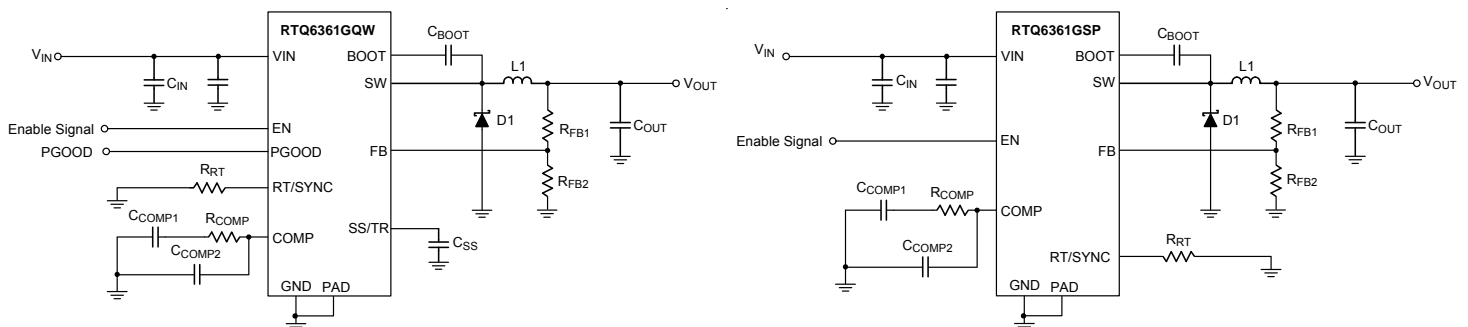 RTQ6361GQW
VIN
CIN
VIN
BOOT
CBOOT
SW
L1
VOUT
D1
RFB1
COUT
Enable Signal
EN
PGOOD
PGOOD
FB
RFB2
RRT
RT/SYNC
CCOMP1
RCOMP
COMP
CCOMP2
SS/TR
CSS
GND PAD
RTQ6361GSP
VIN
CIN
VIN
BOOT
CBOOT
SW
L1
VOUT
D1
RFB1
COUT
Enable Signal
EN
FB
RFB2
CCOMP1
RCOMP
COMP
CCOMP2
RT/SYNC
RRT
GND PAD